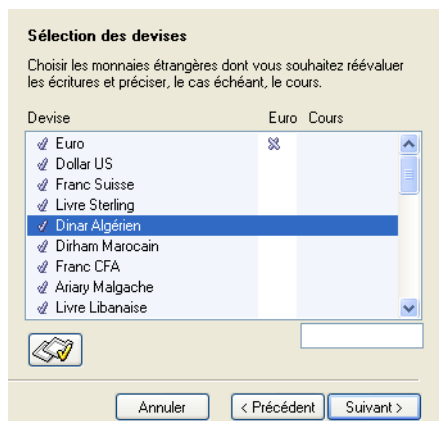 Sélection des devises
Choisir les monnaies étrangères dont vous souhaitez réévaluer
les écritures et préciser, le cas échéant, le cours.
Devise Euro Cours
Euro
Dollar US
Franc Suisse
Livre Sterling
Dinar Algérien
Dirham Marocain
Franc CFA
Ariary Malgache
Livre Libanaise
Annuler < Précédent Suivant >